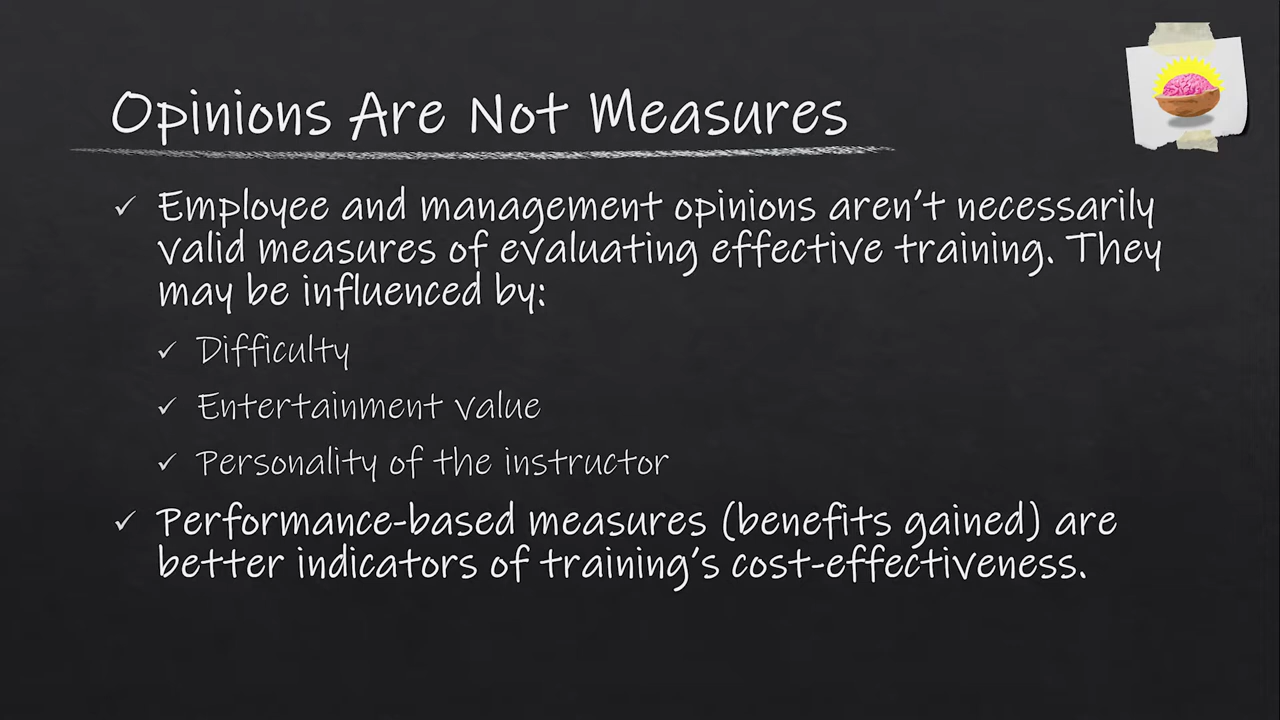 Opinions Are Not Measures
Employee and management opinions aren't necessarily
valid measures of evaluating effective training. They
may be influenced by:
Difficulty
Entertainment value
Personality of the instructor
Performance-based measures (benefits gained) are
better indicators of training's cost-effectiveness.